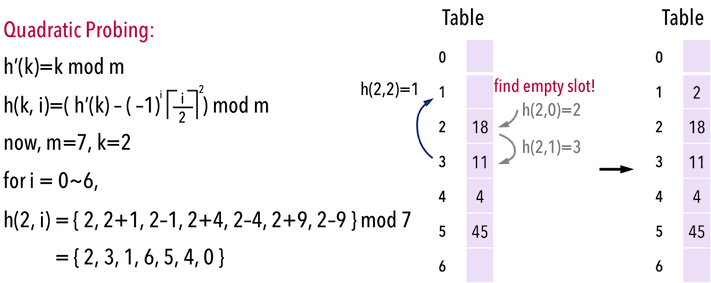 Quadratic Probing:
h'(k)=k mod m
h(k, i)=( h'(k) – ( –1)^i⌈i/2⌉^2) mod m
now, m=7, k=2
for i = 0~6,
h(2, i) = { 2, 2+1, 2–1, 2+4, 2–4, 2+9, 2–9 } mod 7
= { 2, 3, 1, 6, 5, 4, 0 }
Table
0
h(2,2)=1
1
find empty slot!
h(2,0)=2
2 18
h(2,1)=3
3 11
4 4
5 45
6
Table
0
1 2
2 18
3 11
4 4
5 45
6